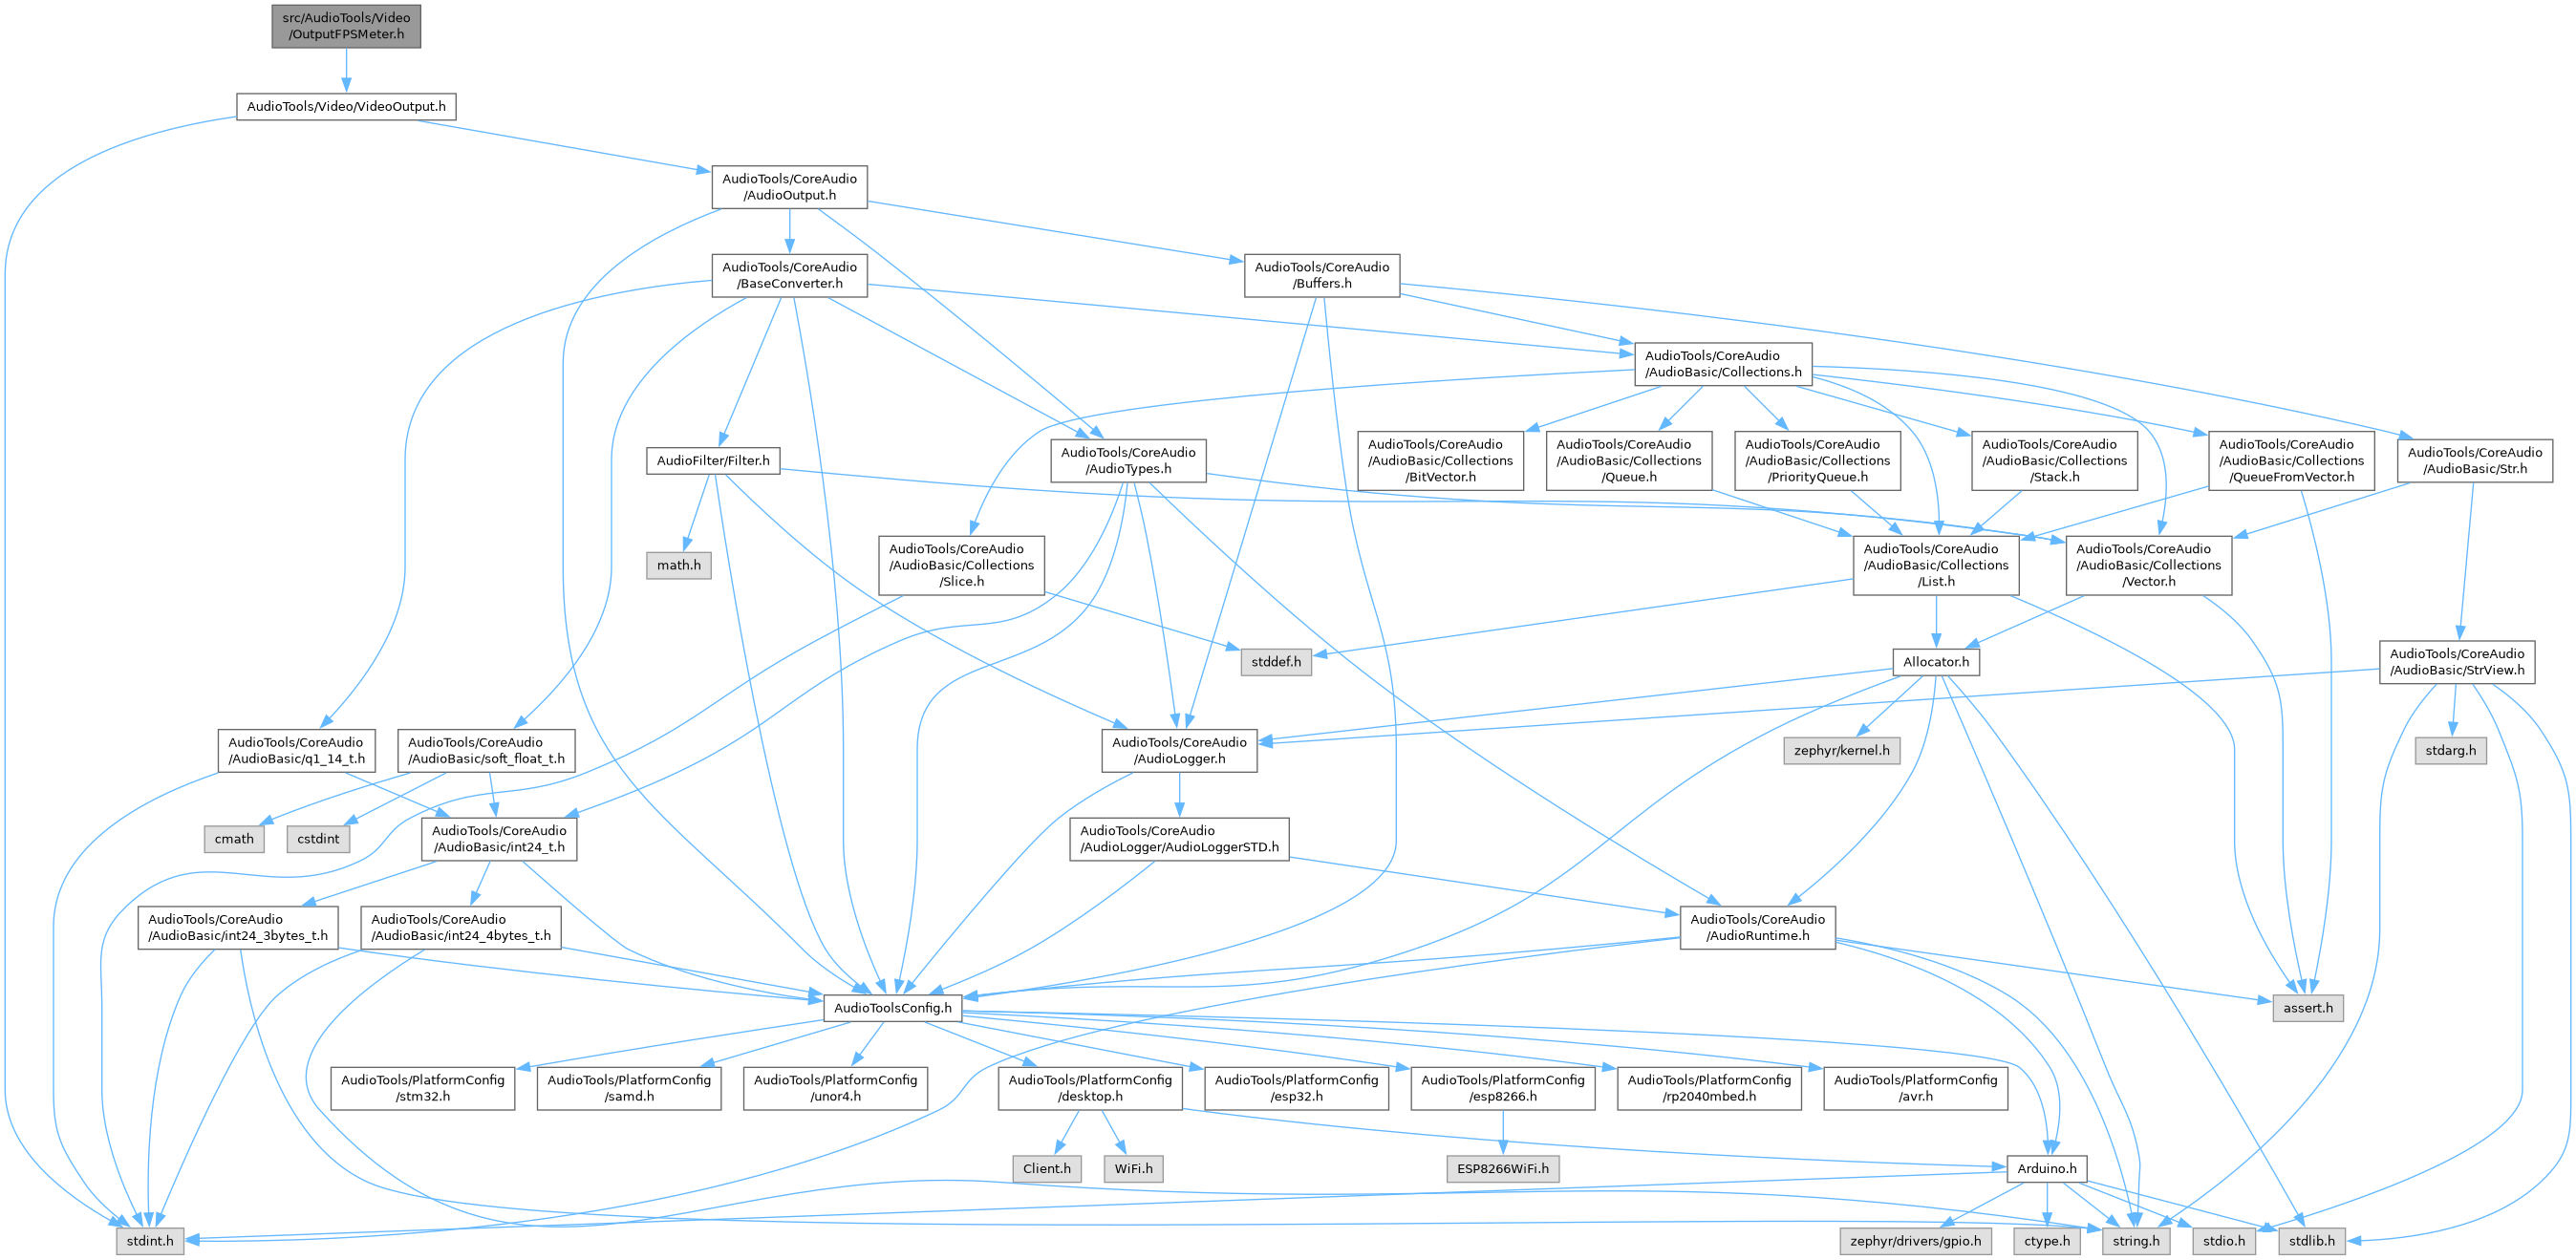 src/AudioTools/Video
/OutputFPSMeter.h
AudioTools/Video/VideoOutput.h
AudioTools/CoreAudio
/AudioOutput.h
AudioTools/CoreAudio
/BaseConverter.h
AudioTools/CoreAudio
/Buffers.h
AudioTools/CoreAudio
/AudioBasic/Collections.h
AudioFilter/Filter.h
AudioTools/CoreAudio
/AudioTypes.h
AudioTools/CoreAudio
/AudioBasic/Collections
/BitVector.h
AudioTools/CoreAudio
/AudioBasic/Collections
/Queue.h
AudioTools/CoreAudio
/AudioBasic/Collections
/PriorityQueue.h
AudioTools/CoreAudio
/AudioBasic/Collections
/Stack.h
AudioTools/CoreAudio
/AudioBasic/Collections
/QueueFromVector.h
AudioTools/CoreAudio
/AudioBasic/Str.h
math.h
AudioTools/CoreAudio
/AudioBasic/Collections
/Slice.h
AudioTools/CoreAudio
/AudioBasic/Collections
/List.h
AudioTools/CoreAudio
/AudioBasic/Collections
/Vector.h
stddef.h
Allocator.h
AudioTools/CoreAudio
/AudioBasic/StrView.h
AudioTools/CoreAudio
/AudioBasic/q1_14_t.h
AudioTools/CoreAudio
/AudioBasic/soft_float_t.h
AudioTools/CoreAudio
/AudioLogger.h
zephyr/kernel.h
stdarg.h
cmath
cstdint
AudioTools/CoreAudio
/AudioBasic/int24_t.h
AudioTools/CoreAudio
/AudioLogger/AudioLoggerSTD.h
AudioTools/CoreAudio
/AudioBasic/int24_3bytes_t.h
AudioTools/CoreAudio
/AudioBasic/int24_4bytes_t.h
AudioTools/CoreAudio
/AudioRuntime.h
AudioToolsConfig.h
assert.h
AudioTools/PlatformConfig
/stm32.h
AudioTools/PlatformConfig
/samd.h
AudioTools/PlatformConfig
/unor4.h
AudioTools/PlatformConfig
/desktop.h
AudioTools/PlatformConfig
/esp32.h
AudioTools/PlatformConfig
/esp8266.h
AudioTools/PlatformConfig
/rp2040mbed.h
AudioTools/PlatformConfig
/avr.h
Client.h
WiFi.h
ESP8266WiFi.h
Arduino.h
stdint.h
zephyr/drivers/gpio.h
ctype.h
string.h
stdio.h
stdlib.h